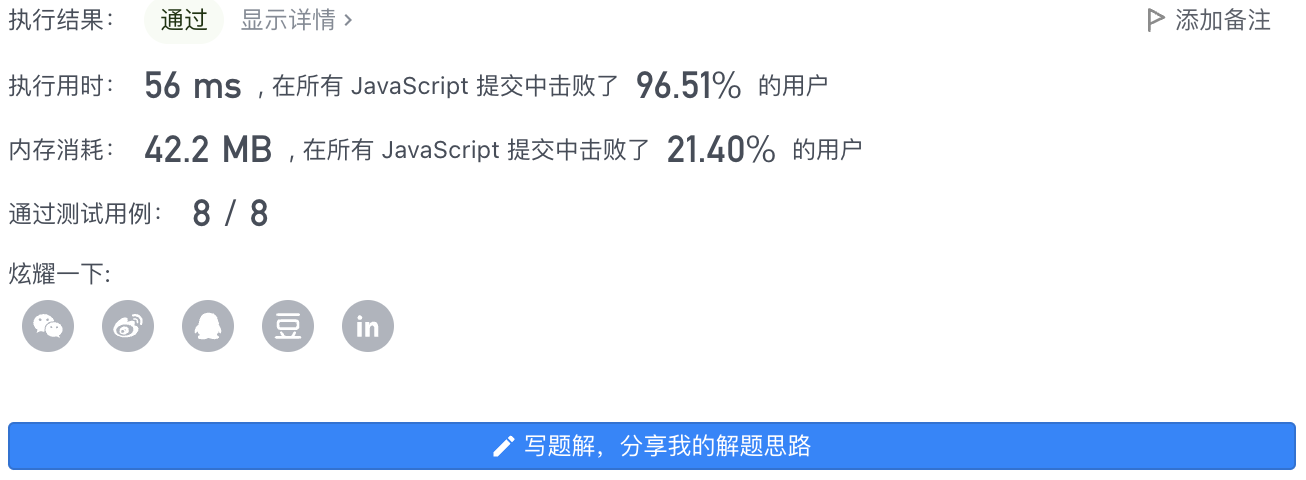 执行结果： 通过 显示详情 › 添加备注
执行用时： 56 ms , 在所有 JavaScript 提交中击败了 96.51% 的用户
内存消耗： 42.2 MB , 在所有 JavaScript 提交中击败了 21.40% 的用户
通过测试用例： 8 / 8
炫耀一下:
豆 in
写题解，分享我的解题思路